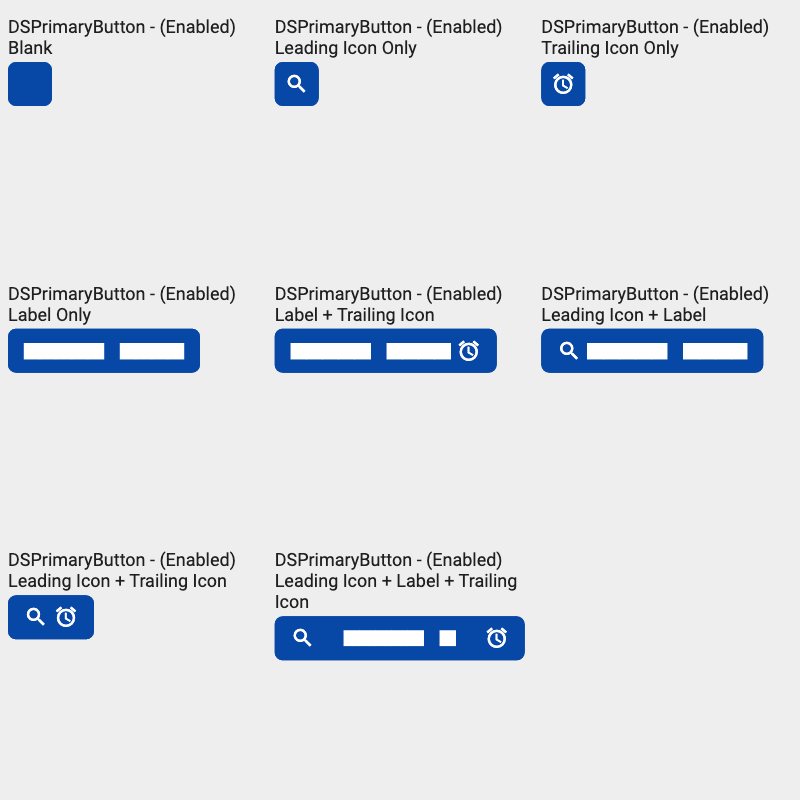 DSPrimaryButton - (Enabled)
Blank
DSPrimaryButton - (Enabled)
Leading Icon Only
DSPrimaryButton - (Enabled)
Trailing Icon Only
DSPrimaryButton - (Enabled)
Label Only
DSPrimaryButton - (Enabled)
Label + Trailing Icon
DSPrimaryButton - (Enabled)
Leading Icon + Label
DSPrimaryButton - (Enabled)
Leading Icon + Trailing Icon
DSPrimaryButton - (Enabled)
Leading Icon + Label + Trailing
Icon